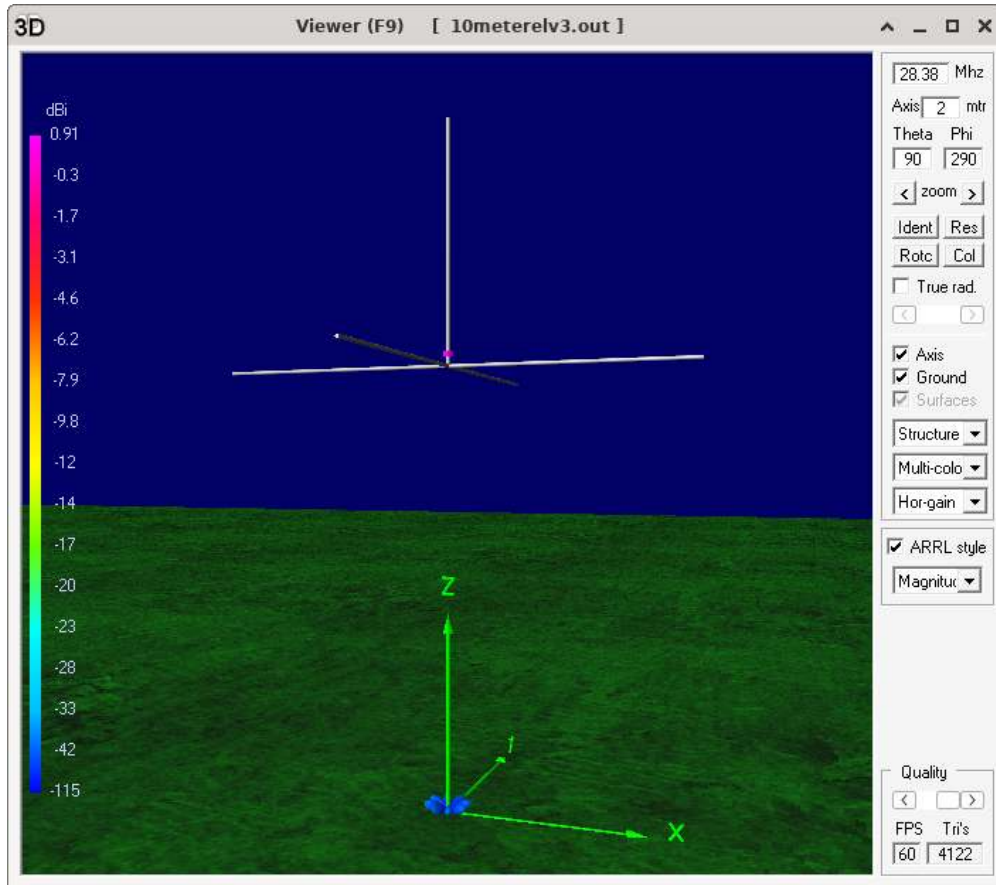 3D Viewer (F9) [ 10meterelv3.out ]
dBi
0.91
-0.3
-1.7
-3.1
-4.6
-6.2
-7.9
-9.8
-12
-14
-17
-20
-23
-28
-33
-42
-115
Z
X
28.38 Mhz
Axis 2 mtr
Theta Phi
90 290
< zoom >
Ident Res
Rotc Col
True rad.
Axis
Ground
Surfaces
Structure
Multi-colo
Hor-gain
ARRL style
Quality
FPS Tri's
60 4122